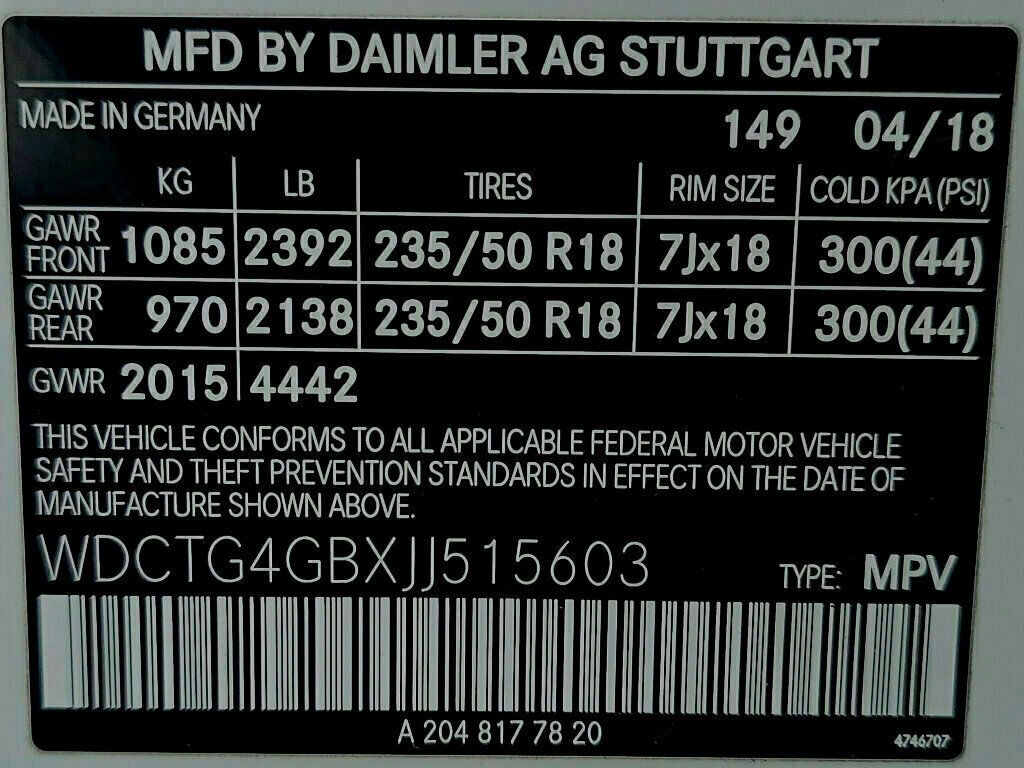 MFD BY DAIMLER AG STUTTGART
MADE IN GERMANY 149 04/18
KG LB TIRES RIM SIZE COLD KPA (PSI)
GAWR FRONT 1085 2392 235/50 R18 7Jx18 300(44)
GAWR REAR 970 2138 235/50 R18 7Jx18 300(44)
GVWR 2015 4442
THIS VEHICLE CONFORMS TO ALL APPLICABLE FEDERAL MOTOR VEHICLE
SAFETY AND THEFT PREVENTION STANDARDS IN EFFECT ON THE DATE OF
MANUFACTURE SHOWN ABOVE.
WDCTG4GBXJJ515603 TYPE: MPV
A 204 817 78 20
4746707